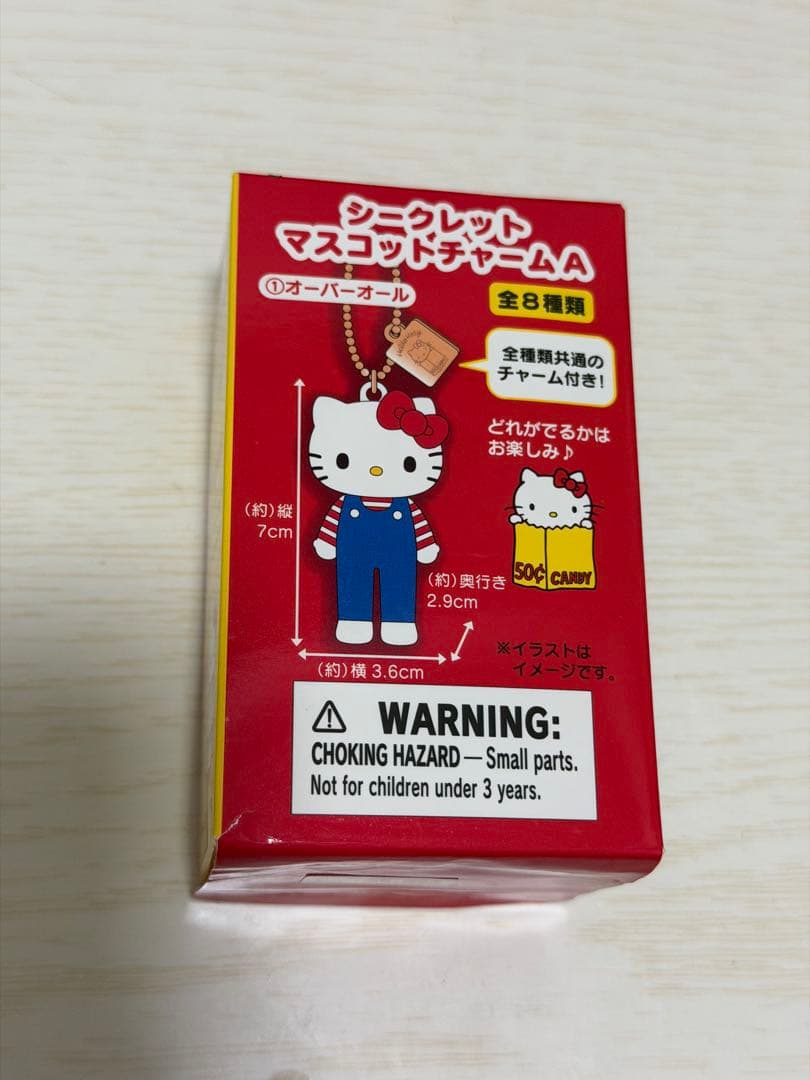 シークレット
マスコットチャームA
①オーバーオール
全8種類
全種類共通の
チャーム付き!
どれがでるかは
お楽しみ♪
(約)縦
7cm
(約)奥行き
2.9cm
50¢ CANDY
※イラストは
イメージです。
(約)横3.6cm
⚠ WARNING:
CHOKING HAZARD — Small parts.
Not for children under 3 years.